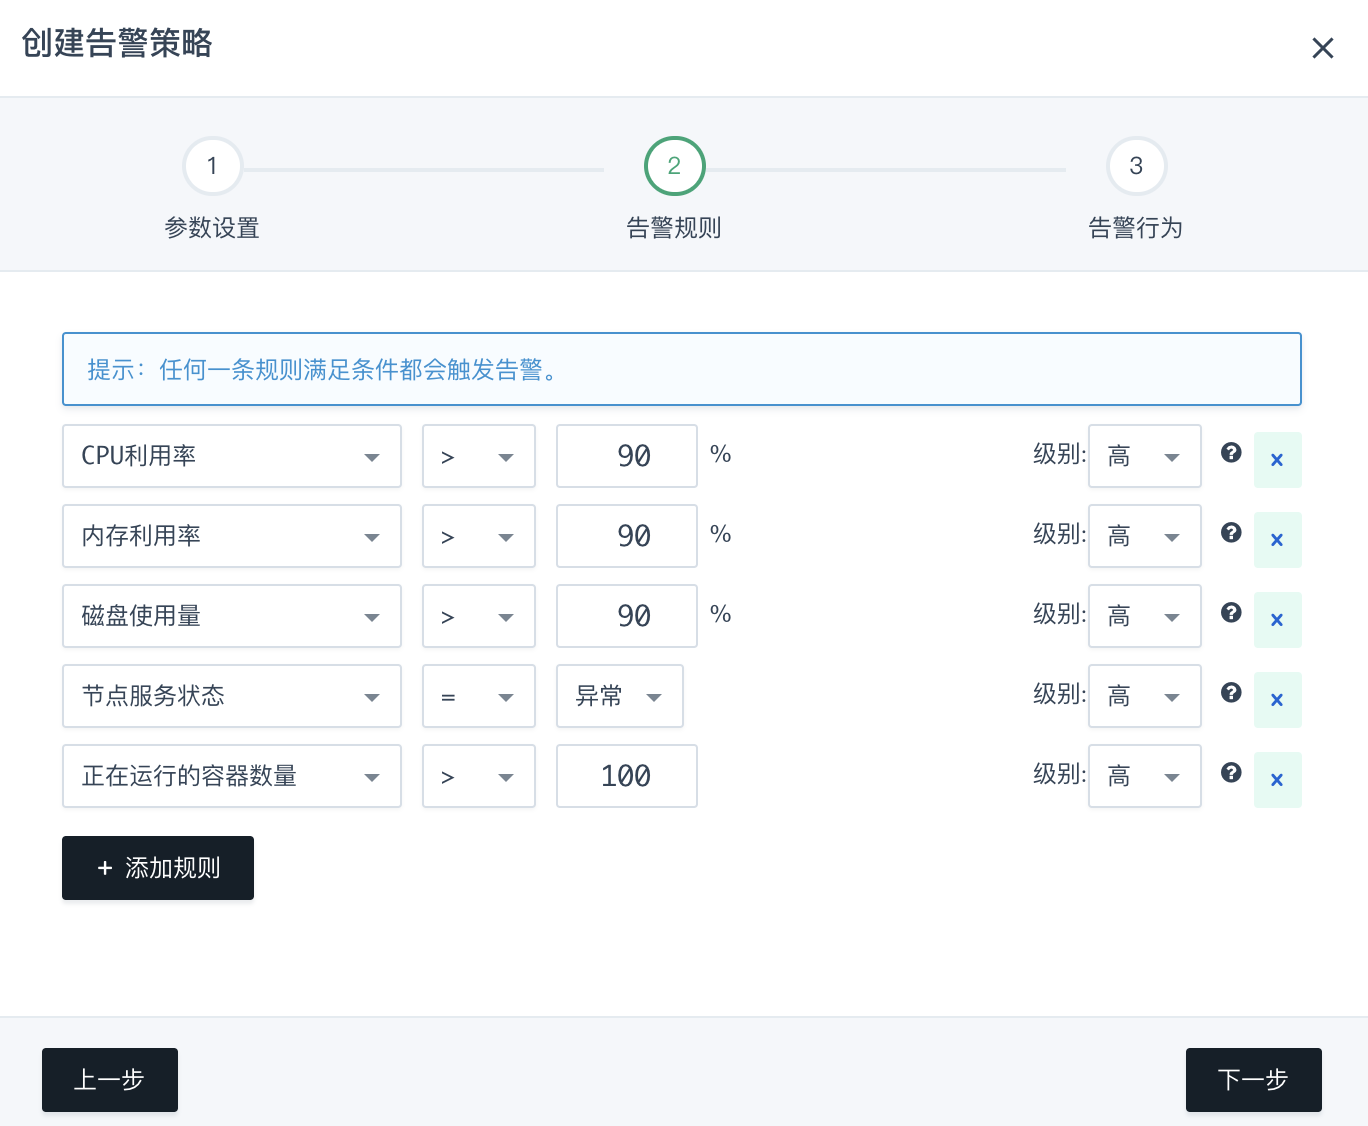 创建告警策略
1
2
3
参数设置
告警规则
告警行为
提示：任何一条规则满足条件都会触发告警。
CPU利用率 > 90 % 级别: 高
内存利用率 > 90 % 级别: 高
磁盘使用量 > 90 % 级别: 高
节点服务状态 = 异常 级别: 高
正在运行的容器数量 > 100 级别: 高
+ 添加规则
上一步
下一步